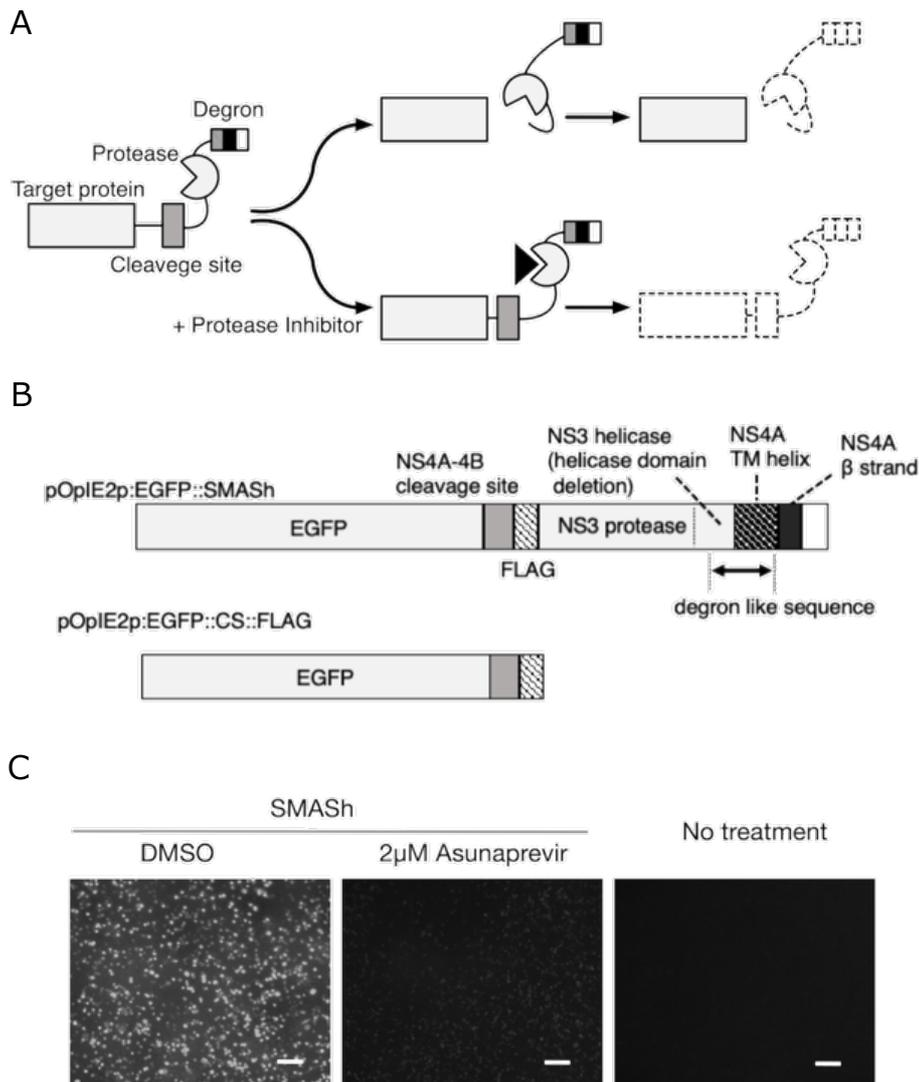 A
Degron
Protease
Target protein
Cleavege site
+ Protease Inhibitor
B
pOpIE2p:EGFP::SMASh
NS4A-4B
cleavage site
NS3 helicase
(helicase domain
deletion)
NS4A
TM helix
NS4A
β strand
EGFP
NS3 protease
FLAG
degron like sequence
pOpIE2p:EGFP::CS::FLAG
EGFP
C
SMASh
DMSO
2μM Asunaprevir
No treatment